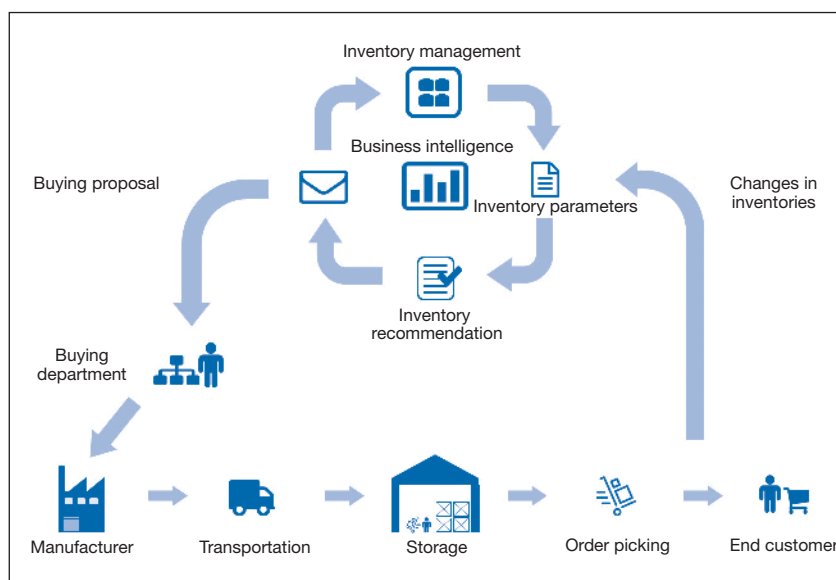 Inventory management
Business intelligence
Buying proposal
Inventory parameters
Changes in
inventories
Inventory
recommendation
Buying
department
Manufacturer
Transportation
Storage
Order picking
End customer